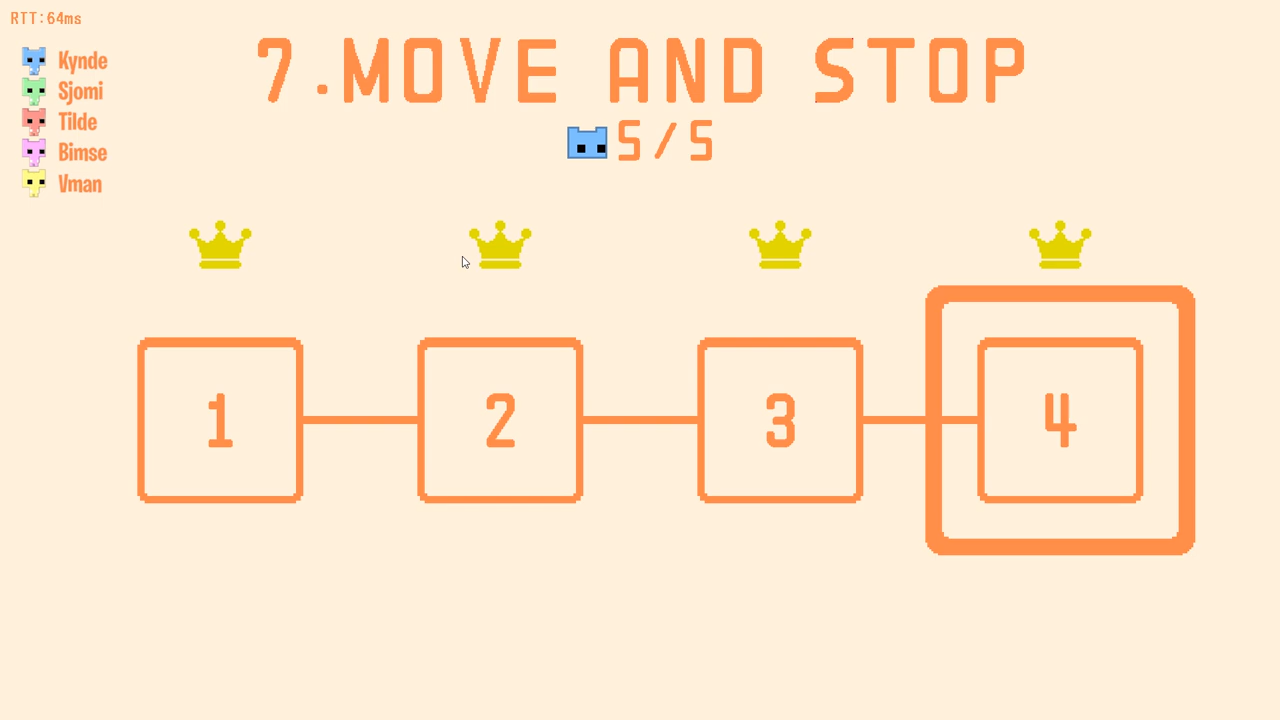 RTT:64ms
7.MOVE AND STOP
5/5
Kynde
Sjomi
Tilde
Bimse
Vman
1
2
3
4